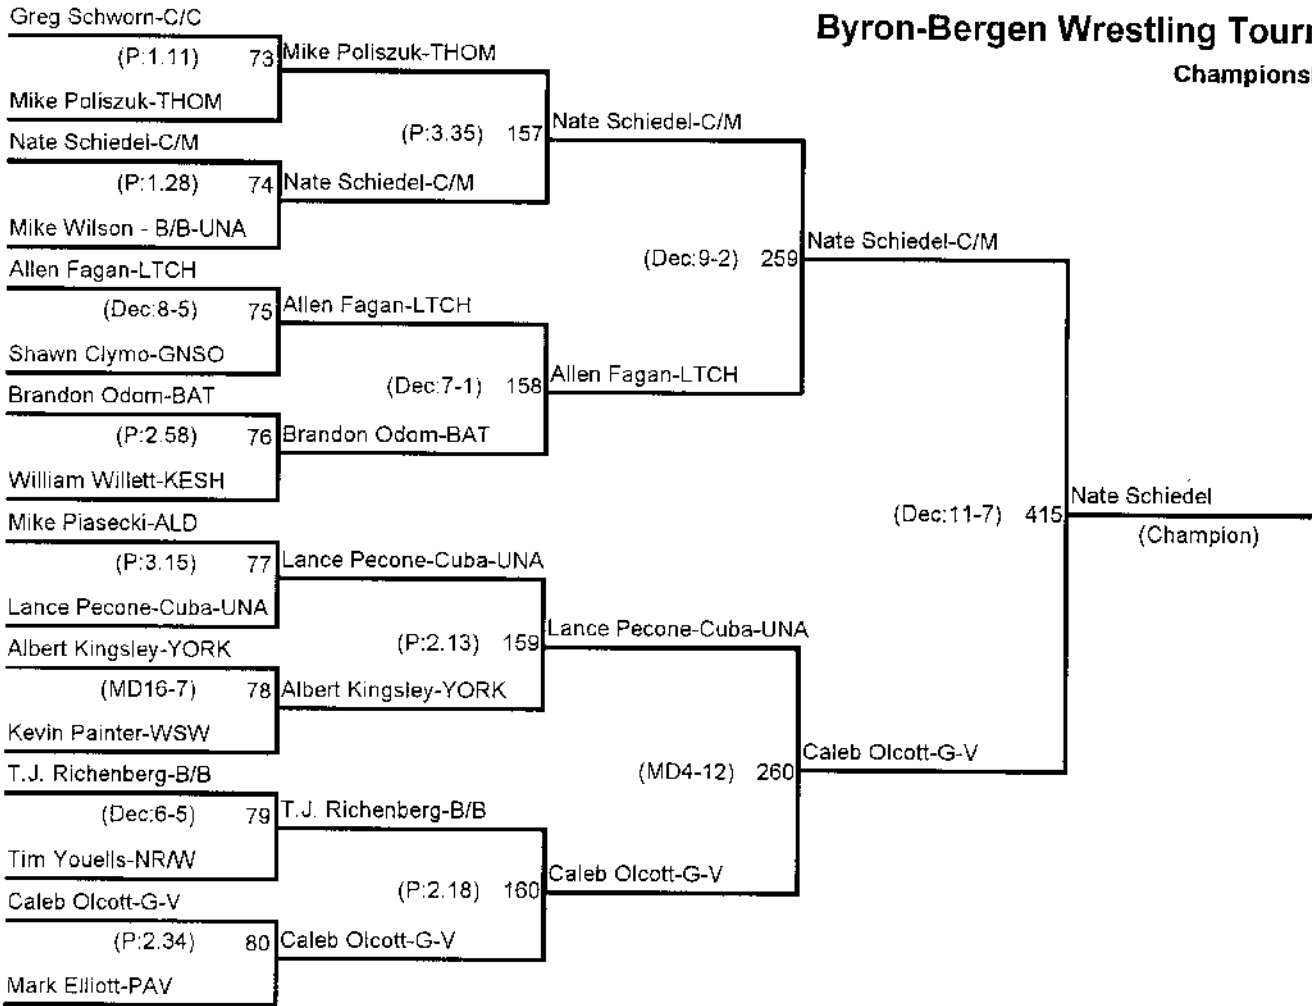 Byron-Bergen Wrestling Tourn
Champions
Greg Schworn-C/C
(P:1.11) 73
Mike Poliszuk-THOM
Mike Poliszuk-THOM
(P:3.35) 157
Nate Schiedel-C/M
Nate Schiedel-C/M
(P:1.28) 74
Nate Schiedel-C/M
Mike Wilson - B/B-UNA
(Dec:9-2) 259
Nate Schiedel-C/M
Allen Fagan-LTCH
(Dec:8-5) 75
Allen Fagan-LTCH
Shawn Clymo-GNSO
(Dec:7-1) 158
Allen Fagan-LTCH
Brandon Odom-BAT
(P:2.58) 76
Brandon Odom-BAT
William Willett-KESH
(Dec:11-7) 415
Nate Schiedel
(Champion)
Mike Piasecki-ALD
(P:3.15) 77
Lance Pecone-Cuba-UNA
Lance Pecone-Cuba-UNA
(P:2.13) 159
Lance Pecone-Cuba-UNA
Albert Kingsley-YORK
(MD16-7) 78
Albert Kingsley-YORK
Kevin Painter-WSW
(MD4-12) 260
Caleb Olcott-G-V
T.J. Richenberg-B/B
(Dec:6-5) 79
T.J. Richenberg-B/B
Tim Youells-NR/W
(P:2.18) 160
Caleb Olcott-G-V
Caleb Olcott-G-V
(P:2.34) 80
Caleb Olcott-G-V
Mark Elliott-PAV